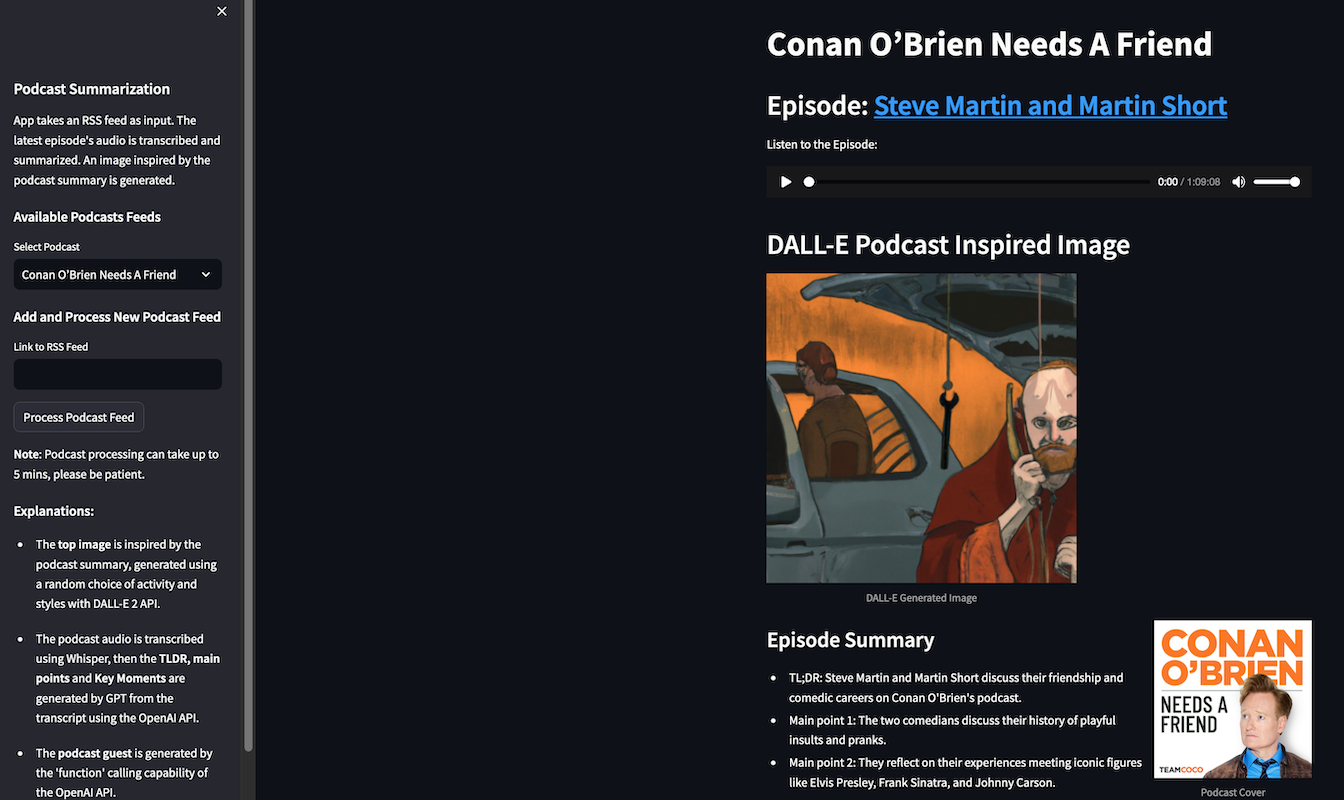 Podcast Summarization
App takes an RSS feed as input. The
latest episode's audio is transcribed and
summarized. An image inspired by the
podcast summary is generated.
Available Podcasts Feeds
Select Podcast
Conan O'Brien Needs A Friend
Add and Process New Podcast Feed
Link to RSS Feed
Process Podcast Feed
Note: Podcast processing can take up to
5 mins, please be patient.
Explanations:
The top image is inspired by the
podcast summary, generated using
a random choice of activity and
styles with DALL-E 2 API.
The podcast audio is transcribed
using Whisper, then the TLDR, main
points and Key Moments are
generated by GPT from the
transcript using the OpenAI API.
The podcast guest is generated by
the 'function' calling capability of
the OpenAI API.
Conan O’Brien Needs A Friend
Episode: Steve Martin and Martin Short
Listen to the Episode:
0:00 / 1:09:08
DALL-E Podcast Inspired Image
DALL-E Generated Image
Episode Summary
TL;DR: Steve Martin and Martin Short discuss their friendship and
comedic careers on Conan O'Brien's podcast.
Main point 1: The two comedians discuss their history of playful
insults and pranks.
Main point 2: They reflect on their experiences meeting iconic figures
like Elvis Presley, Frank Sinatra, and Johnny Carson.
CONAN
O'BRIEN
NEEDS A
FRIEND
TEAMCOCO
Podcast Cover